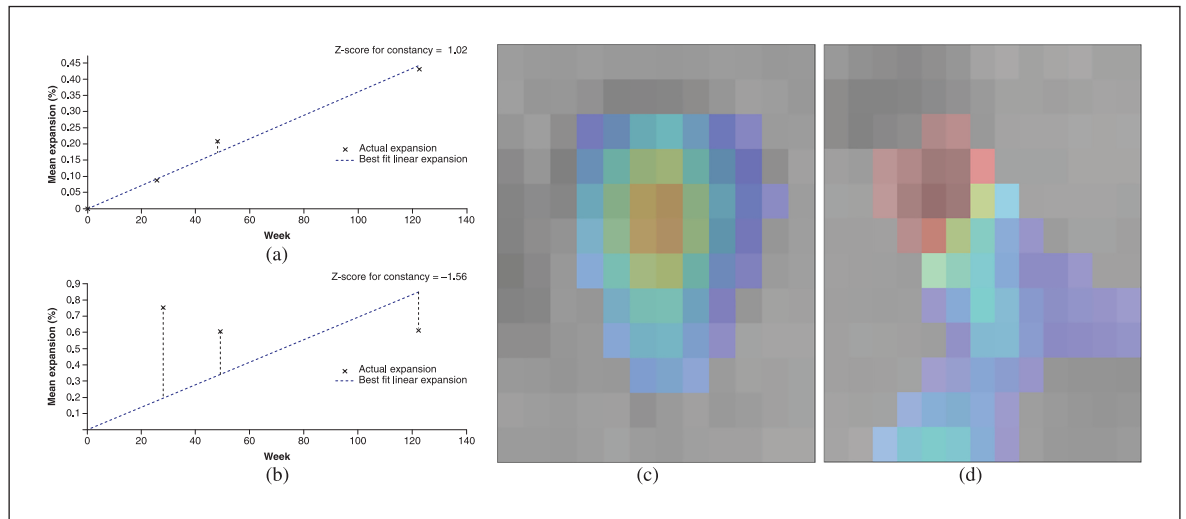 Z-score for constancy = 1.02
0.45
0.40
0.35
0.30
0.25
0.20
0.15
0.10
0.05
0
Mean expansion (%)
× Actual expansion
Best fit linear expansion
0 20 40 60 80 100 120 140
Week
(a)
Z-score for constancy = –1.56
0.9
0.8
0.7
0.6
0.5
0.4
0.3
0.2
0.1
Mean expansion (%)
× Actual expansion
Best fit linear expansion
0 20 40 60 80 100 120 140
Week
(b)
(c)
(d)